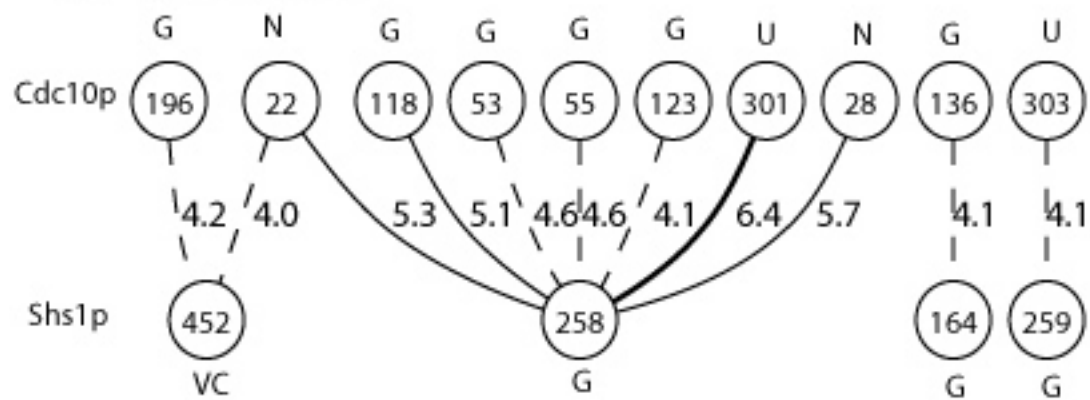 G N G G G G U N G U
Cdc10p 196 22 118 53 55 123 301 28 136 303
4.2 4.0 5.3 5.1 4.6 4.6 4.1 6.4 5.7 4.1 4.1
Shs1p 452 258 164 259
VC G G G